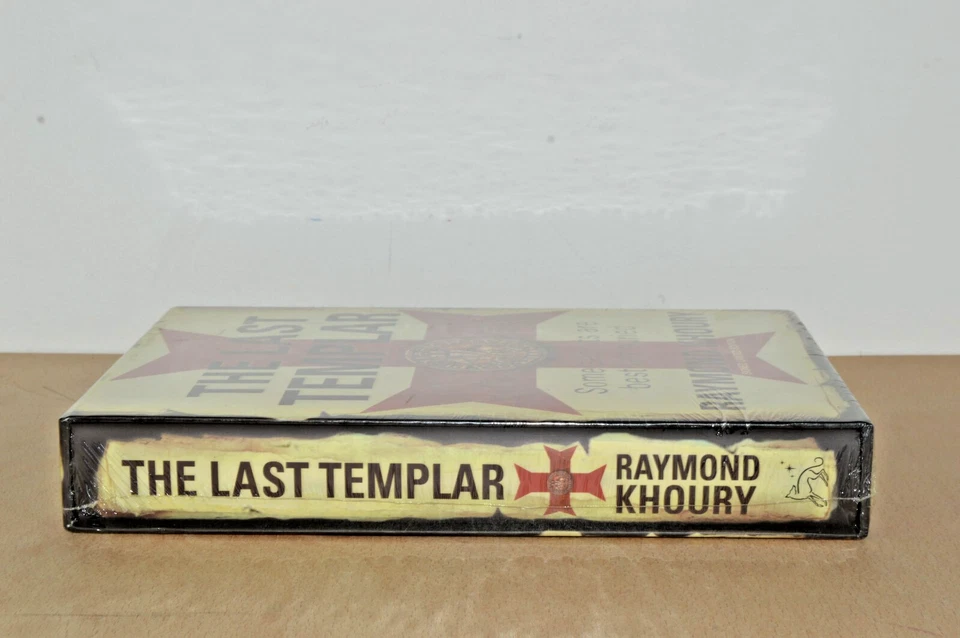 THE LAST
TEMPLAR
RAYMOND KHOURY
THE LAST TEMPLAR
RAYMOND
KHOURY